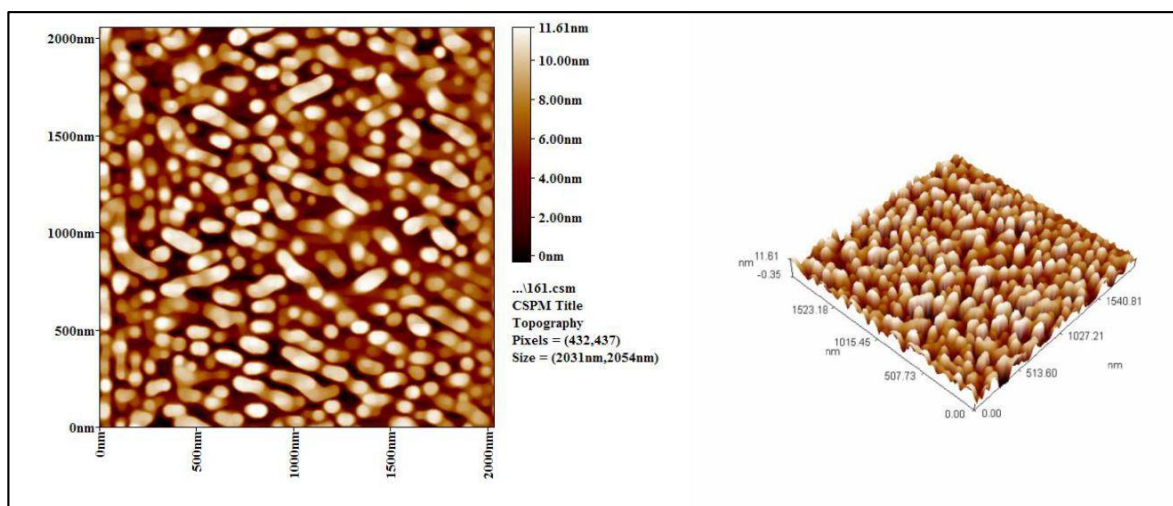 2000nm
1500nm
1000nm
500nm
0nm
0nm
500nm
1000nm
1500nm
2000nm
11.61nm
10.00nm
8.00nm
6.00nm
4.00nm
2.00nm
0nm
...\161.csm
CSPM Title
Topography
Pixels = (432,437)
Size = (2031nm,2054nm)
nm 11.61
-0.35
1523.18
1015.45
nm
507.73
0.00
0.00
513.60
nm
1027.21
1540.81